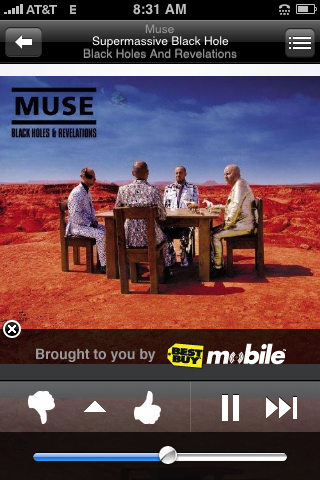 AT&T E 8:31 AM
Muse
Supermassive Black Hole
Black Holes And Revelations
MUSE
BLACK HOLES & REVELATIONS
Brought to you by BEST BUY mobile™